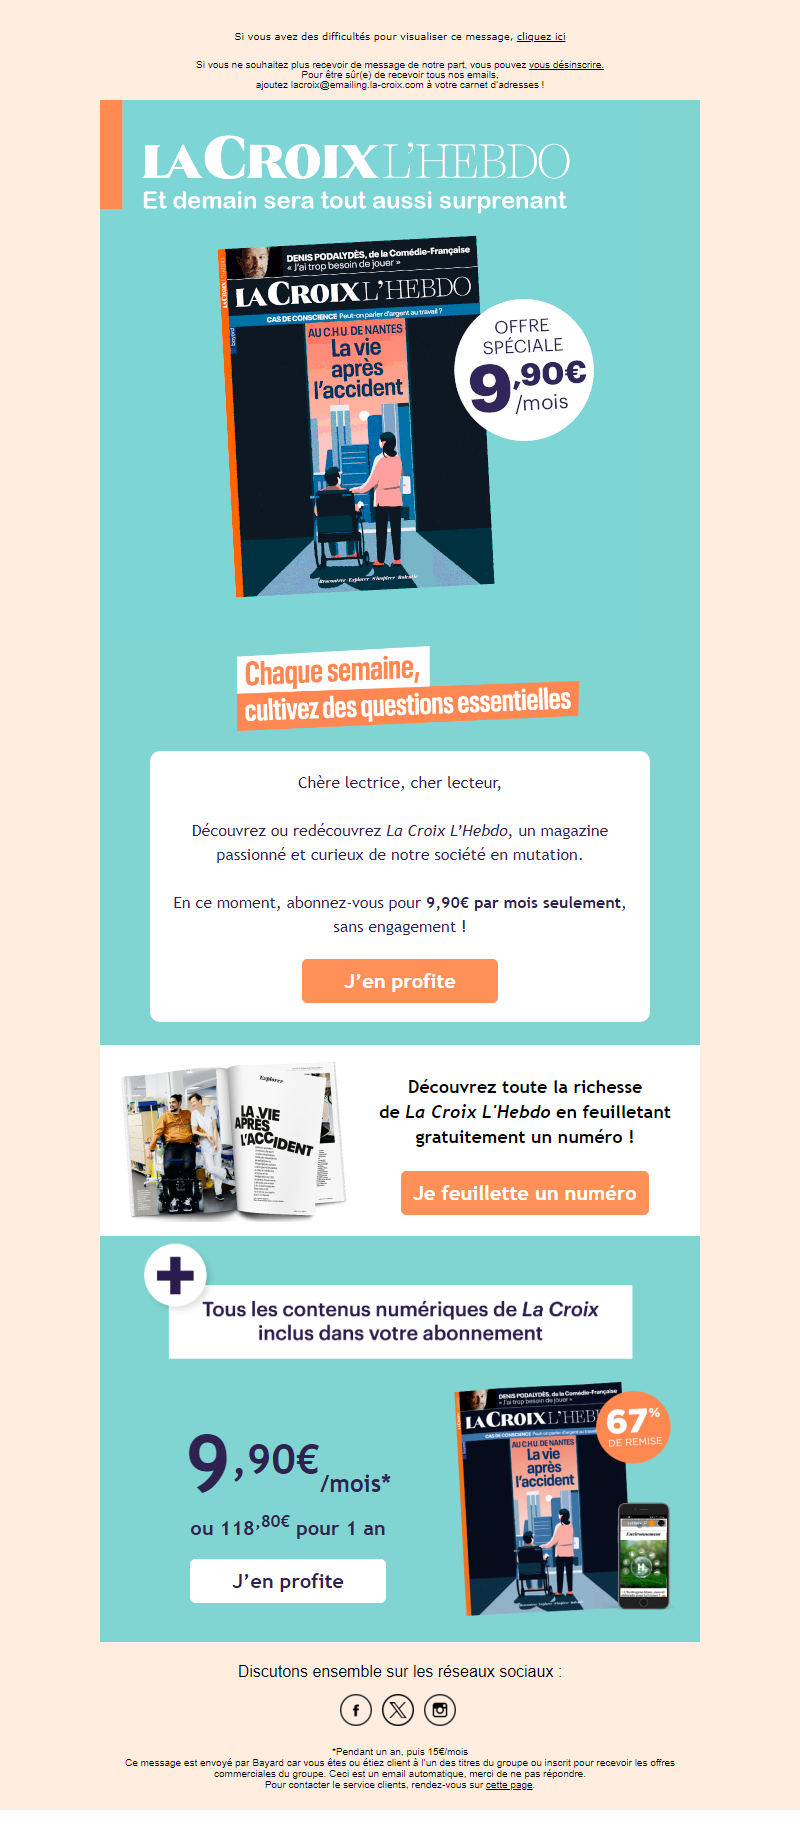 Si vous avez des difficultés pour visualiser ce message, cliquez ici
Si vous ne souhaitez plus recevoir de message de notre part, vous pouvez vous désinscrire.
Pour être sûr(e) de recevoir tous nos emails,
ajoutez lacroix@emailing.la-croix.com à votre carnet d'adresses !
LA CROIX L'HEBDO
Et demain sera tout aussi surprenant
DENIS PODALYDÈS, de la Comédie-Française
« J'ai trop besoin de jouer »
LA CROIX L'HEBDO
CAS DE CONSCIENCE Peut-on parler d'argent au travail ?
AU C.H.U. DE NANTES
La vie
après
l'accident
Rencontrer Explorer S'inspirer Ralentir
OFFRE
SPÉCIALE
9,90€
/mois
Chaque semaine,
cultivez des questions essentielles
Chère lectrice, cher lecteur,
Découvrez ou redécouvrez La Croix L’Hebdo, un magazine
passionné et curieux de notre société en mutation.
En ce moment, abonnez-vous pour 9,90€ par mois seulement,
sans engagement !
J’en profite
Explorer
LA VIE
APRÈS
L'ACCIDENT
Découvrez toute la richesse
de La Croix L'Hebdo en feuilletant
gratuitement un numéro !
Je feuillette un numéro
+
Tous les contenus numériques de La Croix
inclus dans votre abonnement
9,90€/mois*
ou 118,80€ pour 1 an
J’en profite
DENIS PODALYDÈS, de la Comédie-Française
« J'ai trop besoin de jouer »
LA CROIX L'HEB
CAS DE CONSCIENCE Peut-on parler d'argent au travail
AU C.H.U. DE NANTES
La vie
après
l'accident
67%
DE REMISE
Environnement
Discutons ensemble sur les réseaux sociaux :
*Pendant un an, puis 15€/mois
Ce message est envoyé par Bayard car vous êtes ou étiez client à l'un des titres du groupe ou inscrit pour recevoir les offres
commerciales du groupe. Ceci est un email automatique, merci de ne pas répondre.
Pour contacter le service clients, rendez-vous sur cette page.